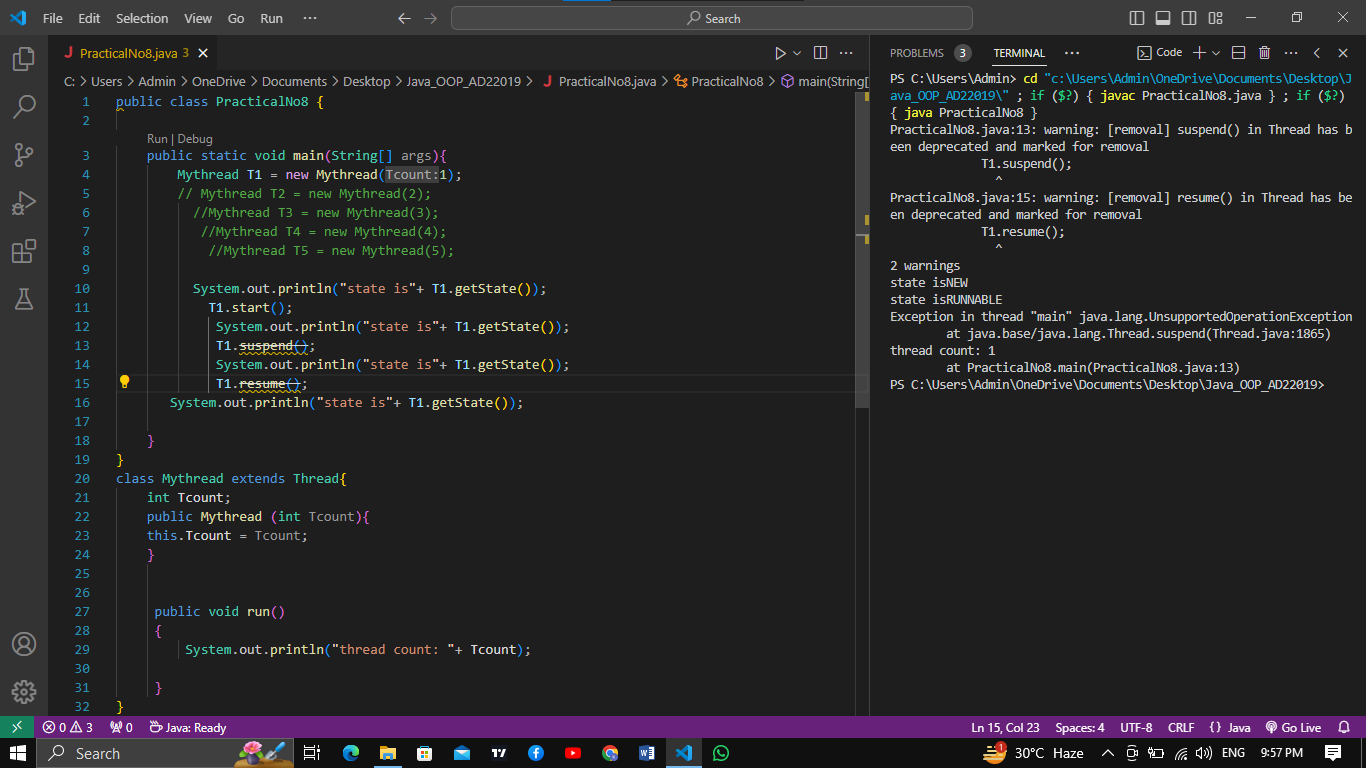 File Edit Selection View Go Run ··· Search
PracticalNo8.java 3
C: > Users > Admin > OneDrive > Documents > Desktop > Java_OOP_AD22019 > PracticalNo8.java > PracticalNo8 > main(String[
1 public class PracticalNo8 {
2
Run | Debug
3 public static void main(String[] args){
4 Mythread T1 = new Mythread(Tcount:1);
5 // Mythread T2 = new Mythread(2);
6 //Mythread T3 = new Mythread(3);
7 //Mythread T4 = new Mythread(4);
8 //Mythread T5 = new Mythread(5);
9
10 System.out.println("state is"+ T1.getState());
11 T1.start();
12 System.out.println("state is"+ T1.getState());
13 T1.suspend();
14 System.out.println("state is"+ T1.getState());
15 T1.resume();
16 System.out.println("state is"+ T1.getState());
17
18 }
19 }
20 class Mythread extends Thread{
21 int Tcount;
22 public Mythread (int Tcount){
23 this.Tcount = Tcount;
24 }
25
26
27 public void run()
28 {
29 System.out.println("thread count: "+ Tcount);
30
31 }
32 }
PROBLEMS 3 TERMINAL ··· Code
PS C:\Users\Admin> cd "c:\Users\Admin\OneDrive\Documents\Desktop\J
ava_OOP_AD22019\" ; if ($?) { javac PracticalNo8.java } ; if ($?)
{ java PracticalNo8 }
PracticalNo8.java:13: warning: [removal] suspend() in Thread has b
een deprecated and marked for removal
T1.suspend();
^
PracticalNo8.java:15: warning: [removal] resume() in Thread has be
en deprecated and marked for removal
T1.resume();
^
2 warnings
state isNEW
state isRUNNABLE
Exception in thread "main" java.lang.UnsupportedOperationException
at java.base/java.lang.Thread.suspend(Thread.java:1865)
thread count: 1
at PracticalNo8.main(PracticalNo8.java:13)
PS C:\Users\Admin\OneDrive\Documents\Desktop\Java_OOP_AD22019>
0 3 0 Java: Ready Ln 15, Col 23 Spaces: 4 UTF-8 CRLF {} Java Go Live
Search 1 30°C Haze ENG 9:57 PM